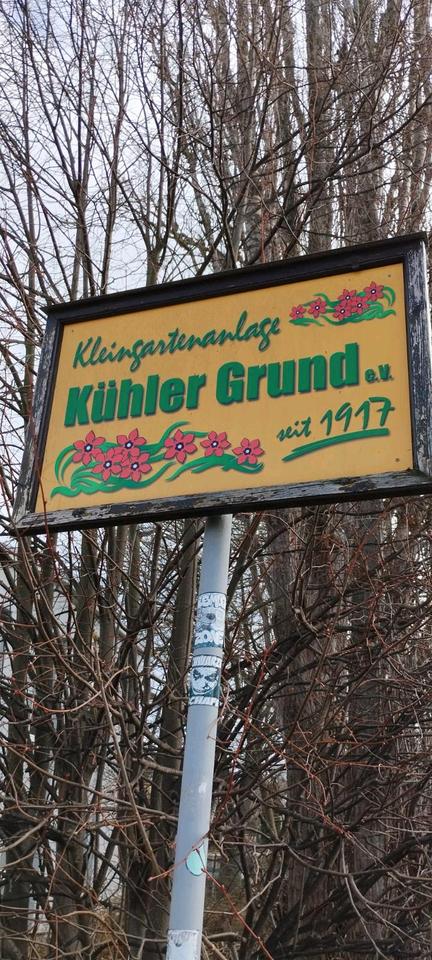 Kleingartenanlage
Kühler Grund e.V.
seit 1917